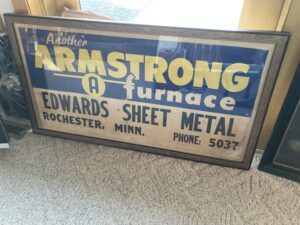 Another
ARMSTRONG
A furnace
EDWARDS SHEET METAL
ROCHESTER, MINN. PHONE: 5037